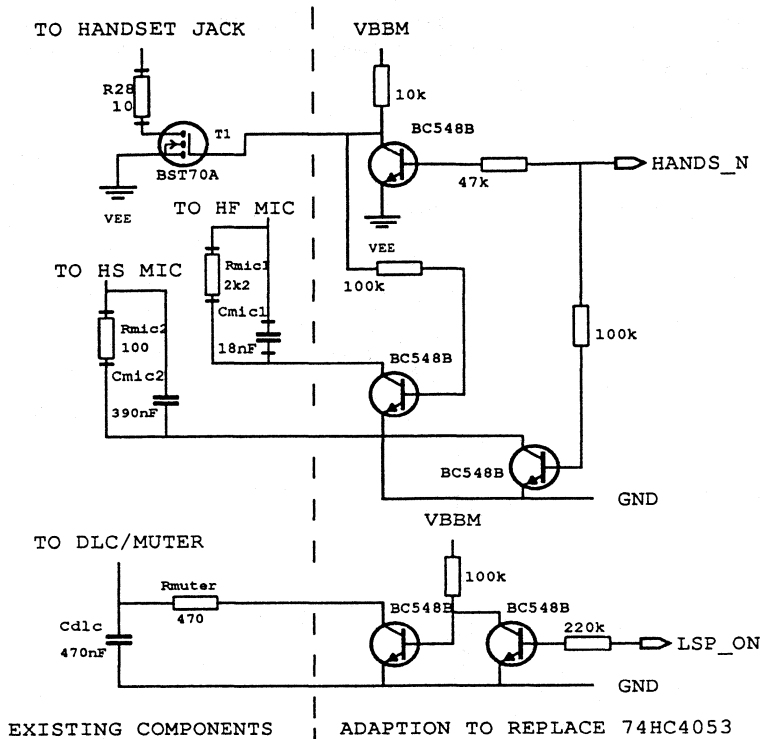 TO HANDSET JACK
VBBM
R28
10
10k
T1
BC548B
BST70A
47k
HANDS_N
VEE
TO HF MIC
VEE
TO HS MIC
Rmic1
2k2
100k
Cmic1
Rmic2
100
18nF
BC548B
100k
Cmic2
390nF
BC548B
GND
VBBM
TO DLC/MUTER
100k
Rmuter
470
BC548B
BC548B
Cdlc
470nF
220k
LSP_ON
GND
EXISTING COMPONENTS
ADAPTION TO REPLACE 74HC4053